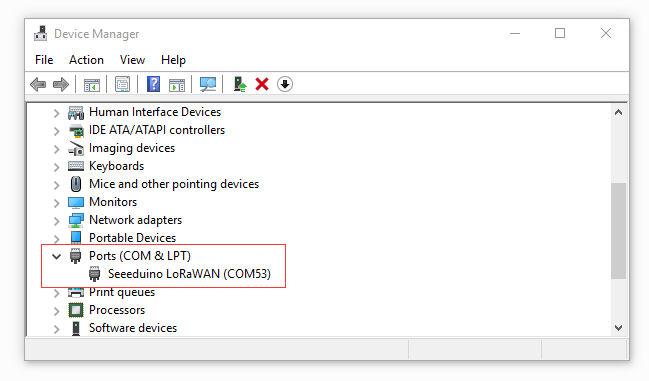 Device Manager
File Action View Help
Human Interface Devices
IDE ATA/ATAPI controllers
Imaging devices
Keyboards
Mice and other pointing devices
Monitors
Network adapters
Portable Devices
Ports (COM & LPT)
Seeeduino LoRaWAN (COM53)
Print queues
Processors
Software devices